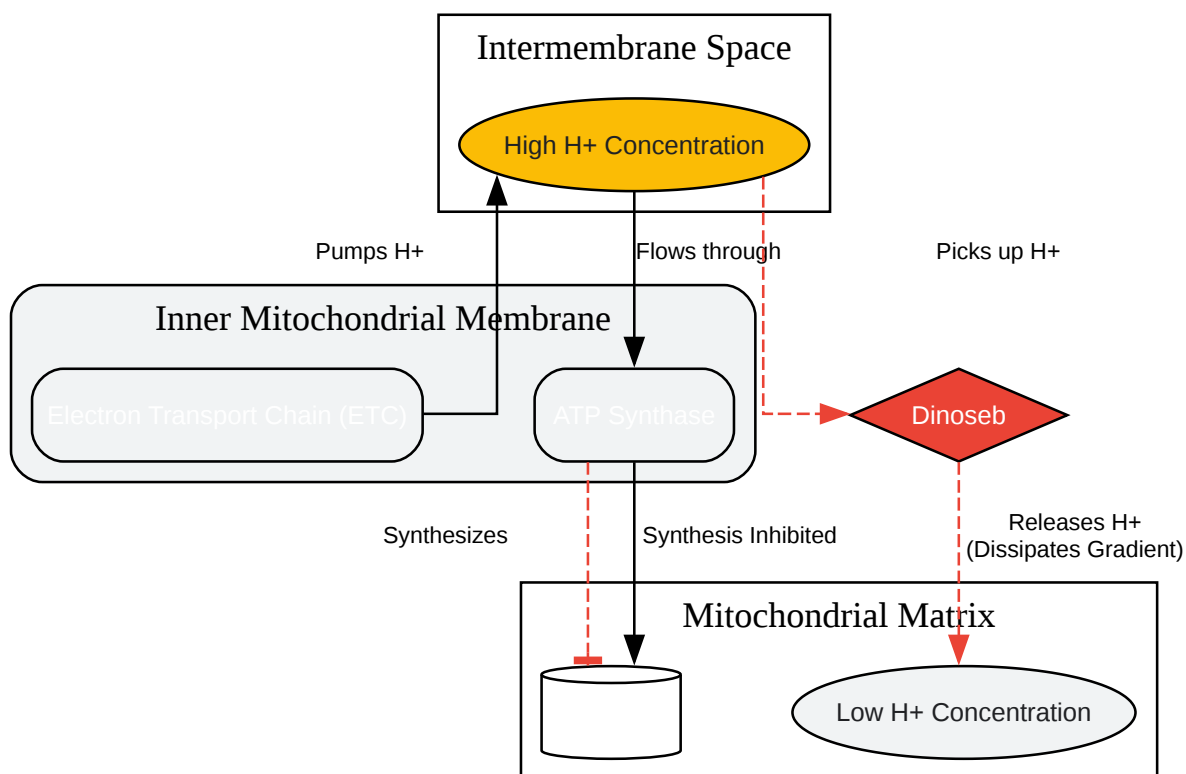 Intermembrane Space
High H+ Concentration
Pumps H+
Flows through
Picks up H+
Inner Mitochondrial Membrane
Electron Transport Chain (ETC)
ATP Synthase
Dinoseb
Synthesizes
Synthesis Inhibited
Releases H+
(Dissipates Gradient)
Mitochondrial Matrix
Low H+ Concentration